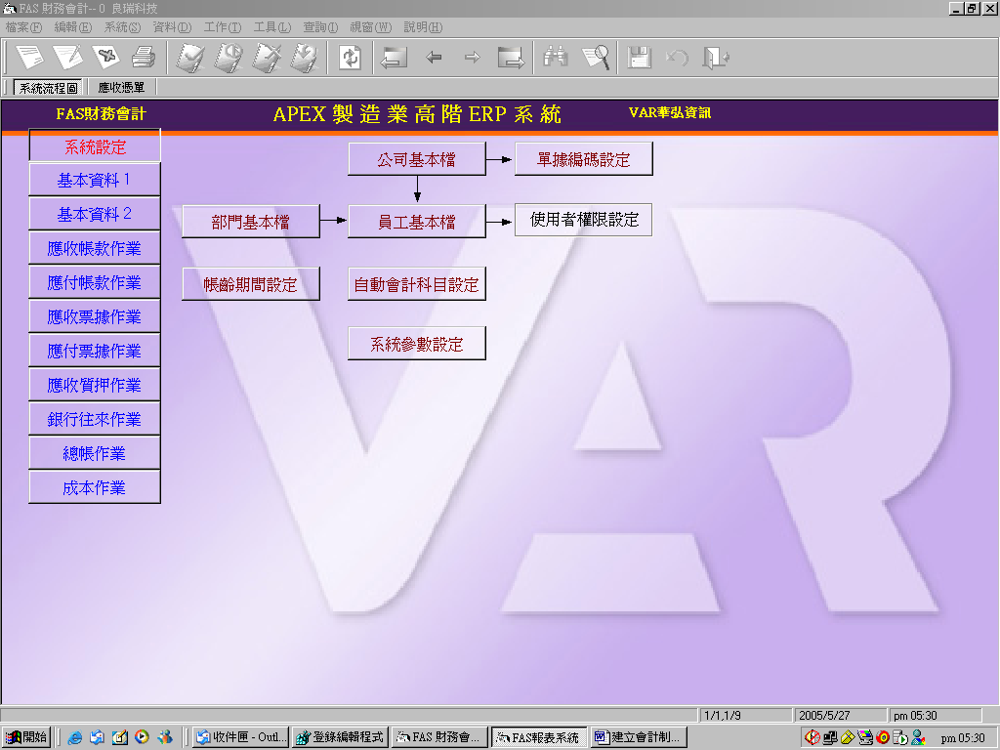 FAS 財務會計-- 0 良瑞科技
檔案(F) 編輯(E) 系統(S) 資料(D) 工作(T) 工具(L) 查詢(I) 視窗(W) 說明(H)
系統流程圖 應收憑單
FAS財務會計 APEX 製 造 業 高 階 ERP 系 統 VAR華弘資訊
系統設定
基本資料 1
基本資料 2
應收帳款作業
應付帳款作業
應收票據作業
應付票據作業
應收質押作業
銀行往來作業
總帳作業
成本作業
公司基本檔 單據編碼設定
部門基本檔 員工基本檔 使用者權限設定
帳齡期間設定 自動會計科目設定
系統參數設定
VAR
1/1,1/9 2005/5/27 pm 05:30
開始 收件匣 - Outl... 登錄編輯程式 FAS 財務會... FAS報表系統 建立會計制... pm 05:30